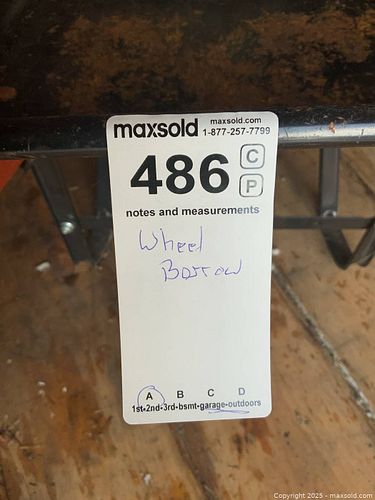 maxsold maxsold.com
1-877-257-7799
486 C
P
notes and measurements
Wheel
Barrow
A B C D
1st•2nd•3rd•bsmt•garage•outdoors
Copyright 2025 - maxsold.com